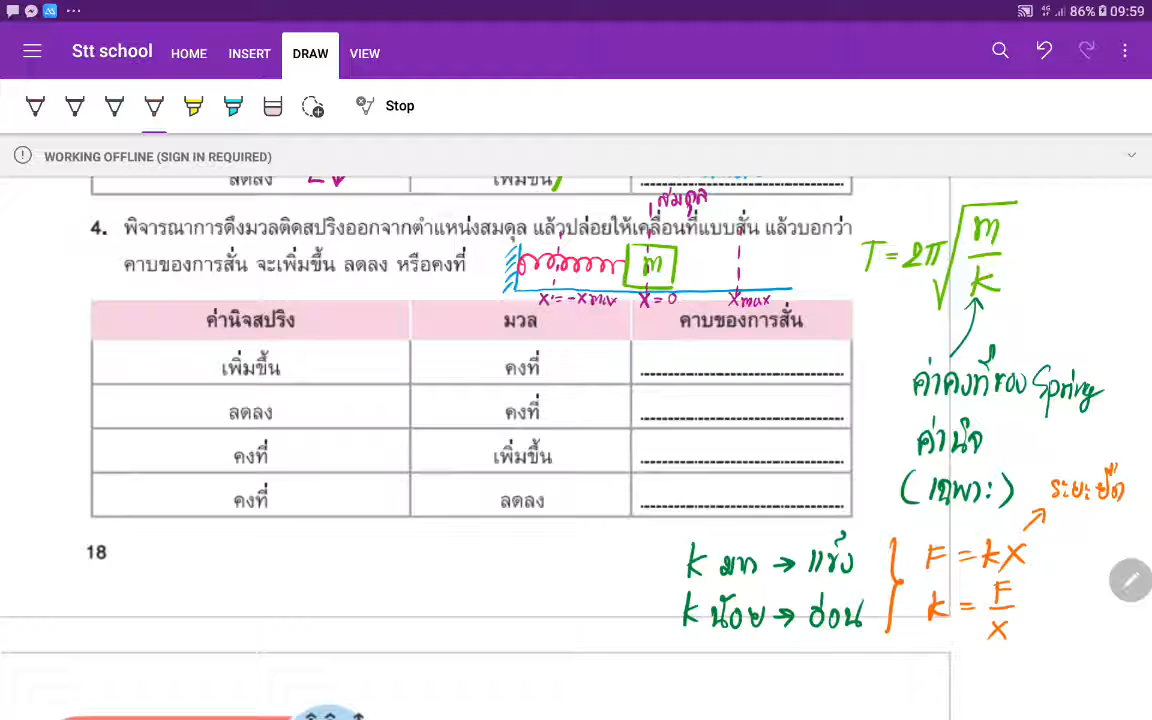 86% 09:59
Stt school HOME INSERT DRAW VIEW
Stop
WORKING OFFLINE (SIGN IN REQUIRED)
ลดลง เพิ่มขึ้น
สมดุล
4. พิจารณาการดึงมวลติดสปริงออกจากตำแหน่งสมดุล แล้วปล่อยให้เคลื่อนที่แบบสั่น แล้วบอกว่า
คาบของการสั่น จะเพิ่มขึ้น ลดลง หรือคงที่
m
x = -xmax x = 0 xmax
T = 2π√(m/k)
ค่านิจสปริง มวล คาบของการสั่น
เพิ่มขึ้น คงที่
ลดลง คงที่
คงที่ เพิ่มขึ้น
คงที่ ลดลง
ค่าคงที่ของ Spring
ค่านิจ
(เฉพาะ)
ระยะยืด
18
k มาก → แข็ง
k น้อย → อ่อน
F = kx
k = F/x